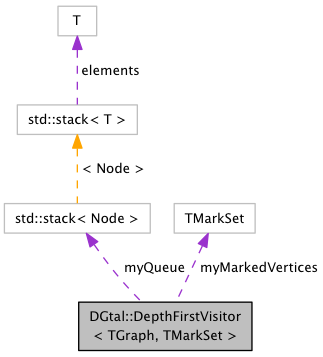 T
elements
std::stack< T >
< Node >
std::stack< Node >
TMarkSet
myQueue
myMarkedVertices
DGtal::DepthFirstVisitor
< TGraph, TMarkSet >